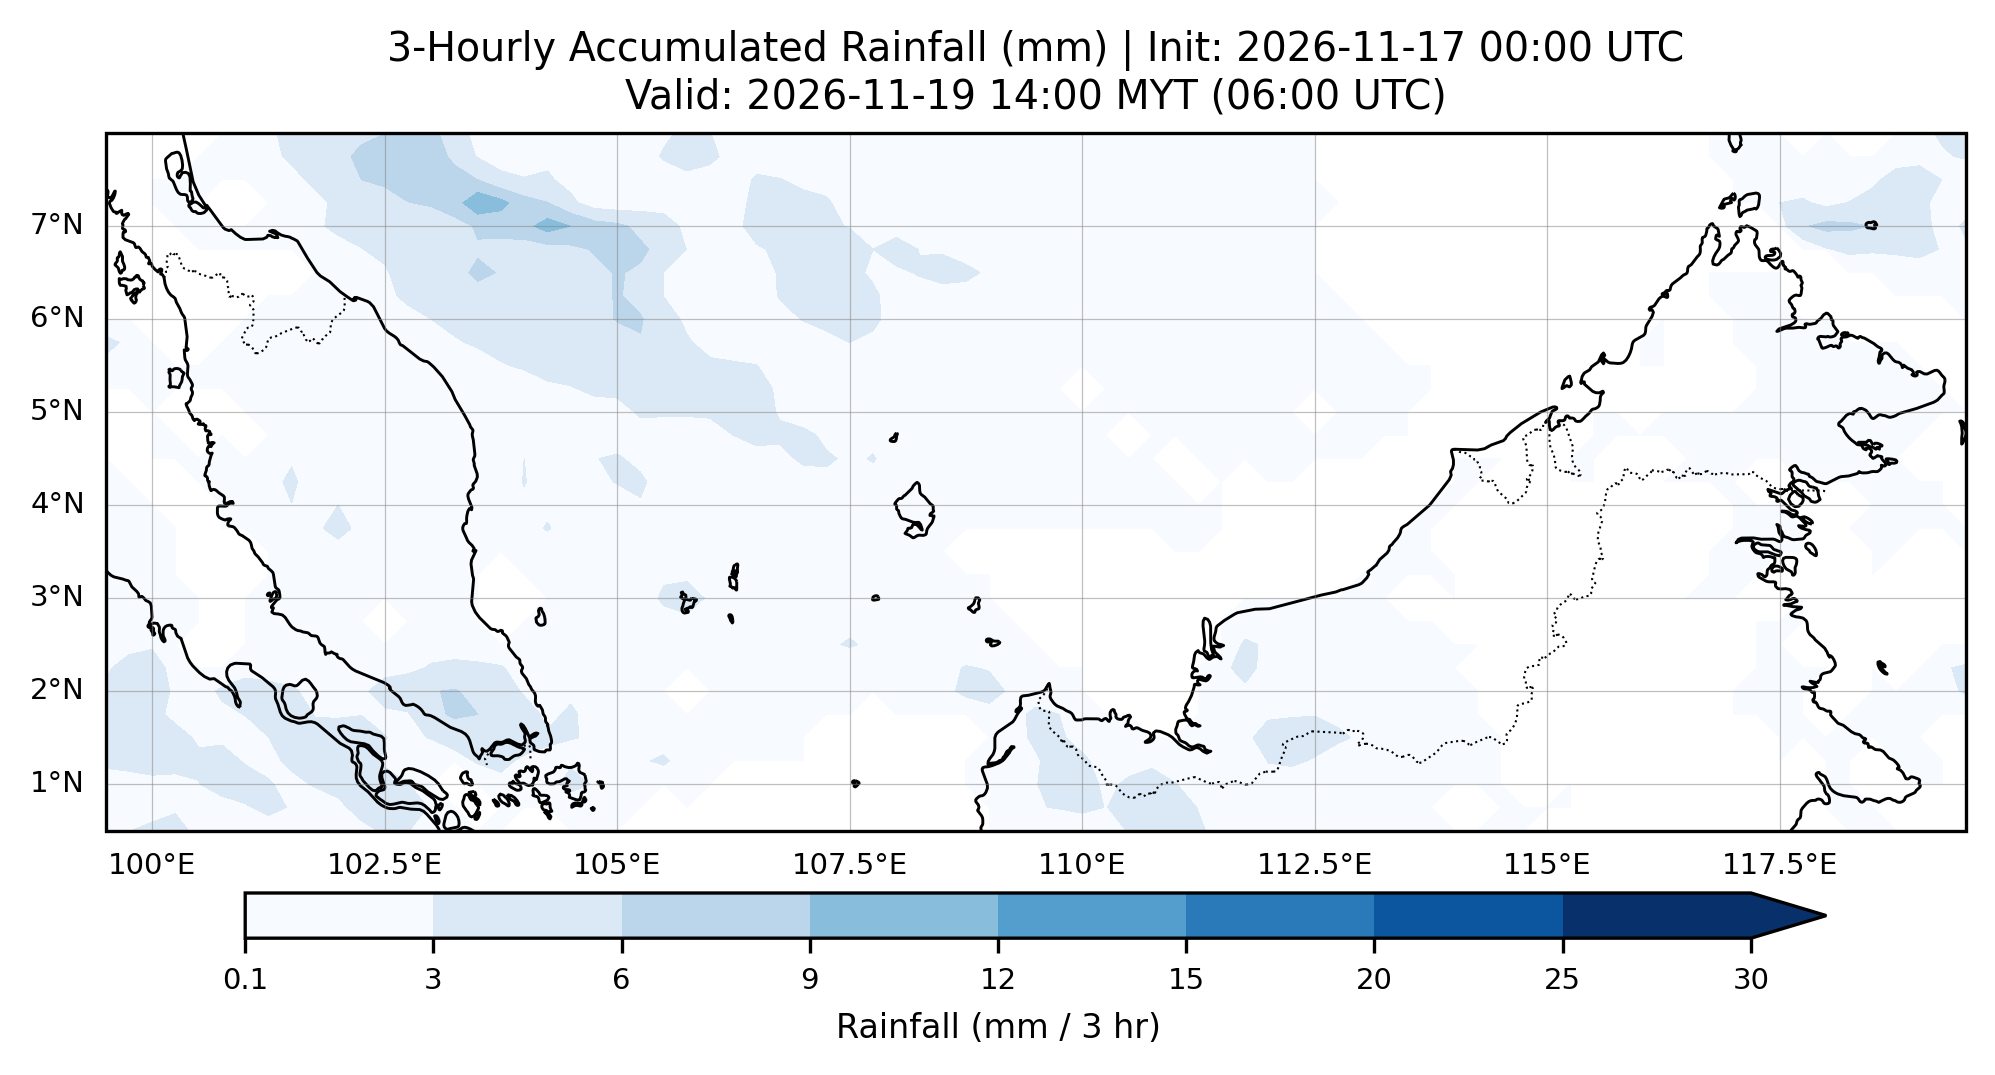 3-Hourly Accumulated Rainfall (mm) | Init: 2026-11-17 00:00 UTC
Valid: 2026-11-19 14:00 MYT (06:00 UTC)
7°N
6°N
5°N
4°N
3°N
2°N
1°N
100°E 102.5°E 105°E 107.5°E 110°E 112.5°E 115°E 117.5°E
0.1 3 6 9 12 15 20 25 30
Rainfall (mm / 3 hr)